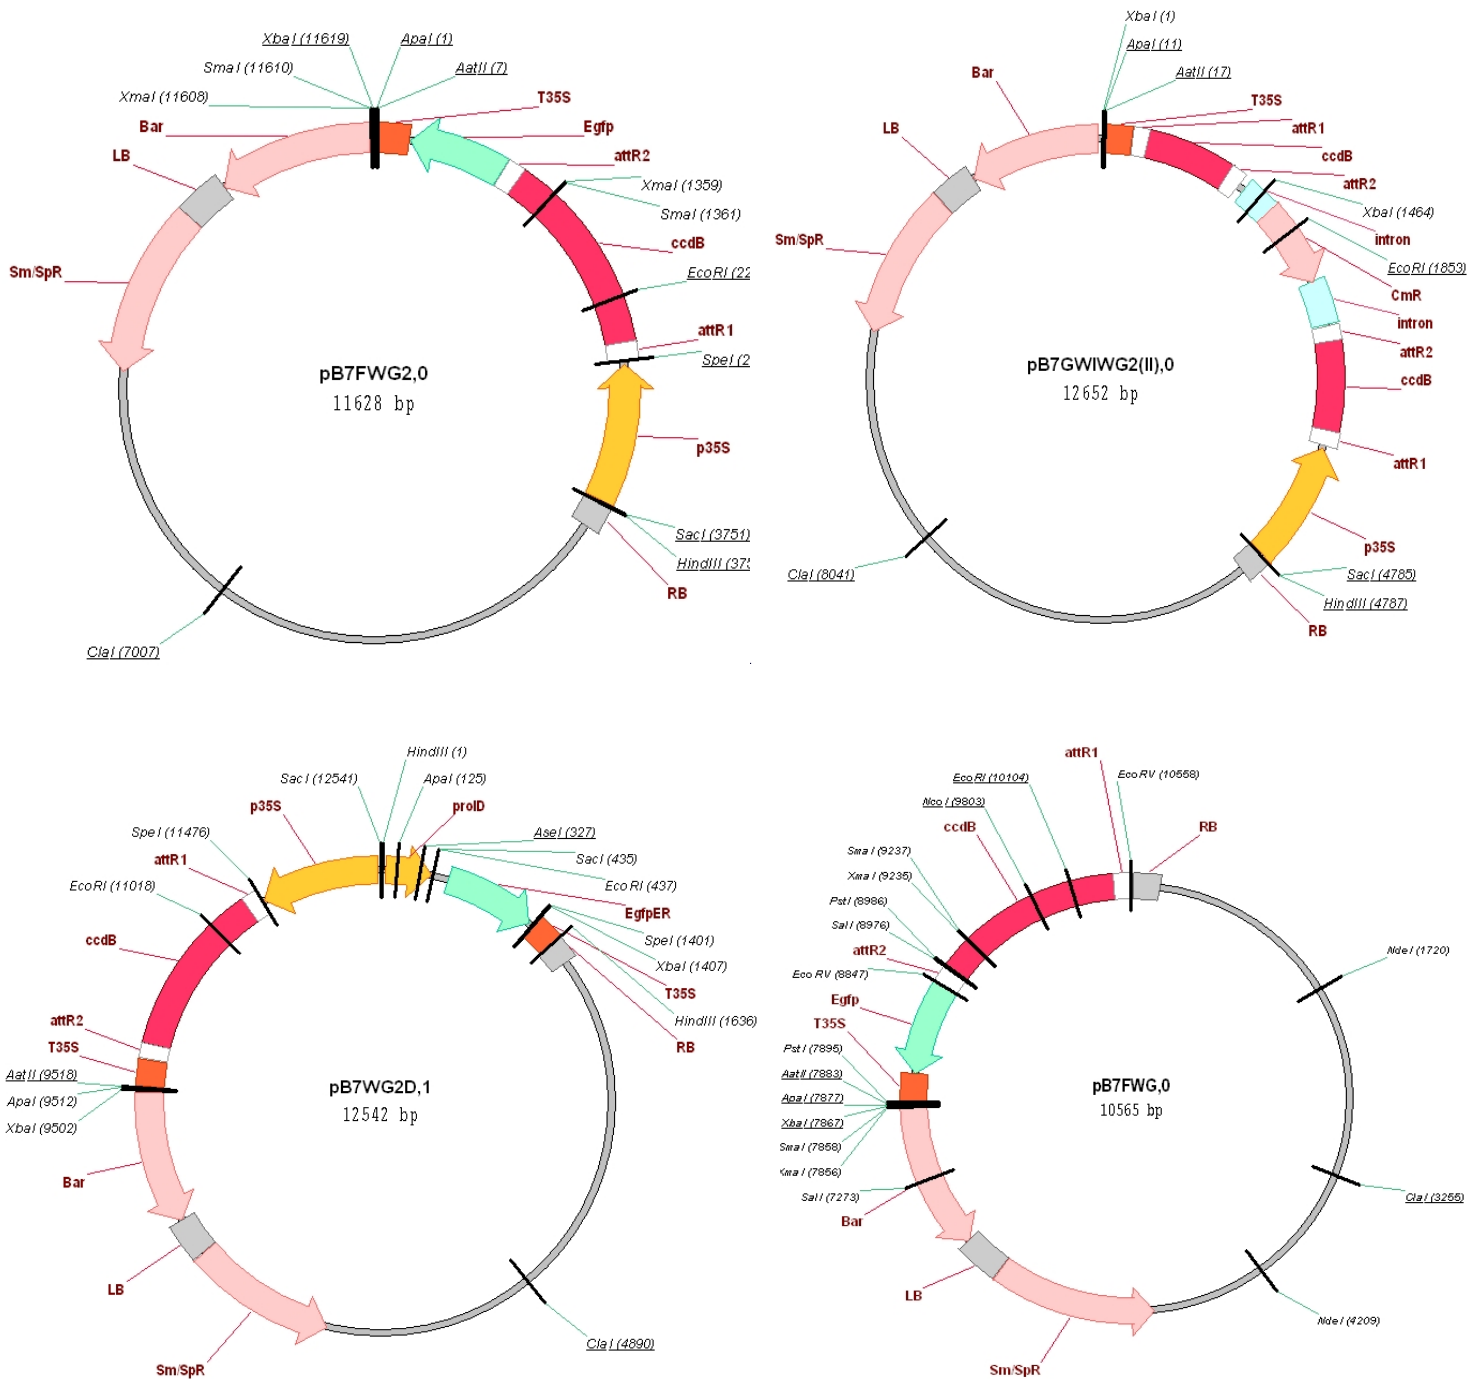 XbaI (11619)
ApaI (1)
SmaI (11610)
AatII (7)
XmaI (11608)
T35S
Bar
Egfp
LB
attR2
XmaI (1359)
SmaI (1361)
ccdB
Sm/SpR
EcoRI (22
attR1
SpeI (2
pB7FWG2,0
11628 bp
p35S
SacI (3751)
HindIII (375
RB
ClaI (7007)
XbaI (1)
ApaI (11)
Bar
AatII (17)
T35S
LB
attR1
ccdB
attR2
XbaI (1464)
Sm/SpR
intron
EcoRI (1853)
CmR
intron
attR2
pB7GWIWG2(II),0
12652 bp
ccdB
attR1
p35S
ClaI (8041)
SacI (4785)
HindIII (4787)
RB
HindIII (1)
SacI (12541)
ApaI (125)
p35S
prolD
SpeI (11476)
AseI (327)
attR1
SacI (435)
EcoRI (11018)
EcoRI (437)
EgfpER
ccdB
SpeI (1401)
XbaI (1407)
T35S
attR2
HindIII (1636)
T35S
RB
AatII (9518)
pB7WG2D,1
ApaI (9512)
12542 bp
XbaI (9502)
Bar
LB
ClaI (4890)
Sm/SpR
attR1
EcoRI (10104)
EcoRV (10558)
NcoI (9803)
ccdB
RB
SmaI (9237)
XmaI (9235)
PstI (8986)
SalI (8976)
attR2
NdeI (1720)
EcoRV (8847)
Egfp
T35S
PstI (7895)
AatII (7883)
pB7FWG,0
ApaI (7877)
10565 bp
XbaI (7867)
SmaI (7858)
XmaI (7856)
SalI (7273)
ClaI (3255)
Bar
LB
NdeI (4209)
Sm/SpR